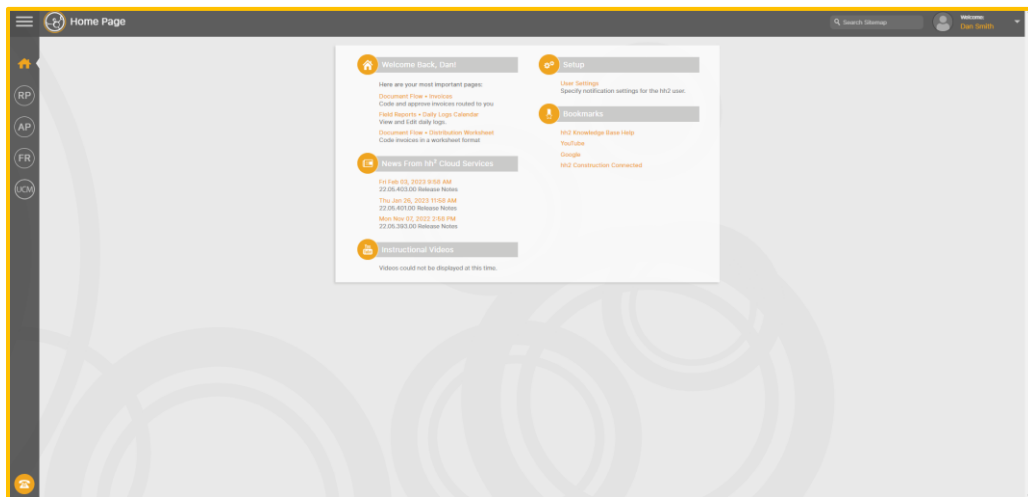 Home Page
Search Sitemap
Welcome:
Dan Smith
RP
AP
FR
UCM
Welcome Back, Dan!
Here are your most important pages:
Document Flow » Invoices
Code and approve invoices routed to you
Field Reports » Daily Logs Calendar
View and Edit daily logs.
Document Flow » Distribution Worksheet
Code invoices in a worksheet format
News From hh² Cloud Services
Fri Feb 03, 2023 9:58 AM
22.05.403.00 Release Notes
Thu Jan 26, 2023 11:58 AM
22.05.401.00 Release Notes
Mon Nov 07, 2022 2:58 PM
22.05.393.00 Release Notes
Instructional Videos
Videos could not be displayed at this time.
Setup
User Settings
Specify notification settings for the hh2 user.
Bookmarks
hh2 Knowledge Base Help
YouTube
Google
hh2 Construction Connected